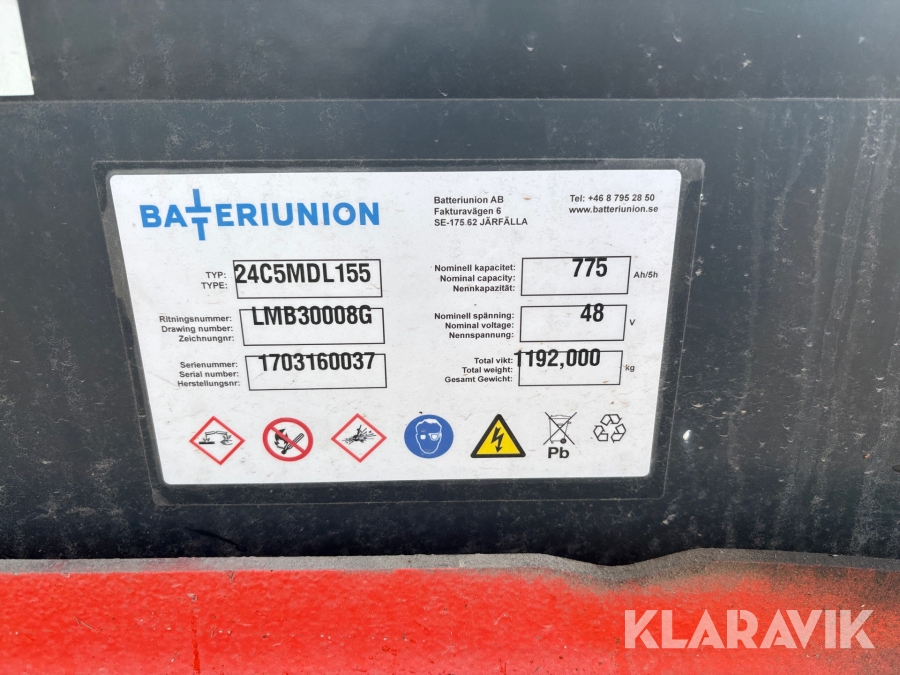 BATTERIUNION
Batteriunion AB
Fakturavägen 6
SE-175 62 JÄRFÄLLA
Tel: +46 8 795 28 50
www.batteriunion.se
TYP:
TYPE:
24C5MDL155
Ritningsnummer:
Drawing number:
Zeichnungnr:
LMB30008G
Serienummer:
Serial number:
Herstellungsnr:
1703160037
Nominell kapacitet:
Nominal capacity:
Nennkapazität:
775 Ah/5h
Nominell spänning:
Nominal voltage:
Nennspannung:
48 V
Total vikt:
Total weight:
Gesamt Gewicht:
1192,000 kg
Pb
KLARAVIK